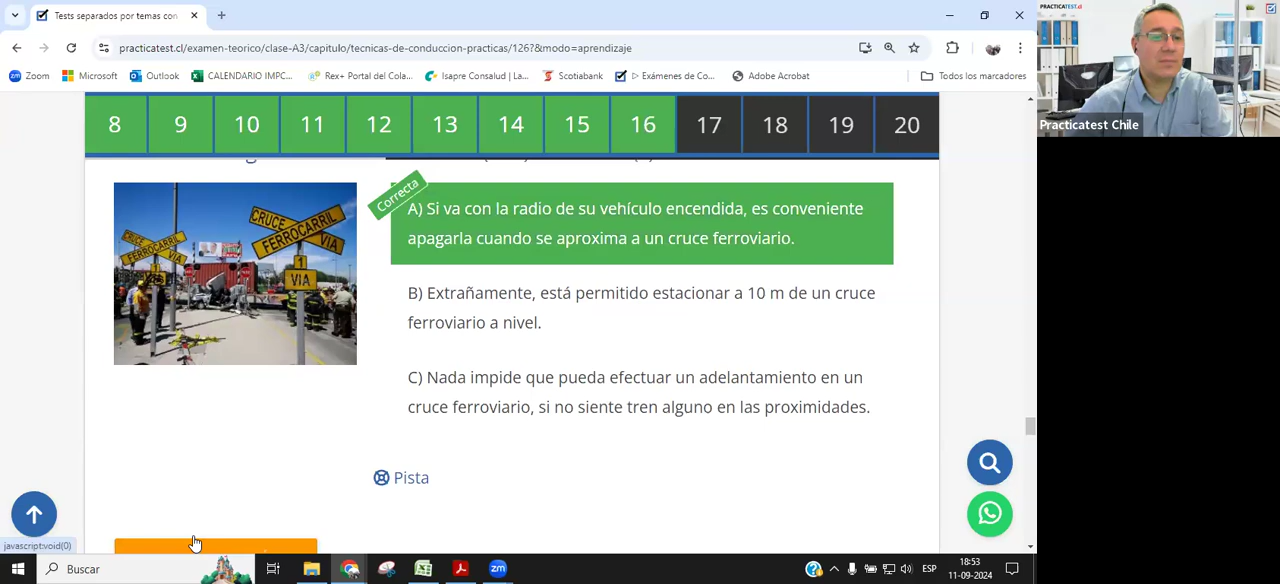 Tests separados por temas con
practicatest.cl/examen-teorico/clase-A3/capitulo/tecnicas-de-conduccion-practicas/126?&modo=aprendizaje
Zoom
Microsoft
Outlook
CALENDARIO IMPC...
Rex+ Portal del Cola...
Isapre Consalud | La...
Scotiabank
▷ Exámenes de Co...
Adobe Acrobat
Todos los marcadores
PRACTICATEST.cl
Practicatest Chile
8 9 10 11 12 13 14 15 16 17 18 19 20
Correcta
A) Si va con la radio de su vehículo encendida, es conveniente
apagarla cuando se aproxima a un cruce ferroviario.
B) Extrañamente, está permitido estacionar a 10 m de un cruce
ferroviario a nivel.
C) Nada impide que pueda efectuar un adelantamiento en un
cruce ferroviario, si no siente tren alguno en las proximidades.
CRUCE
FERROCARRIL
VIA
CRUCE
FERROCARRIL
VIA
1
VIA
Pista
javascript:void(0)
Buscar
ESP
18:53
11-09-2024